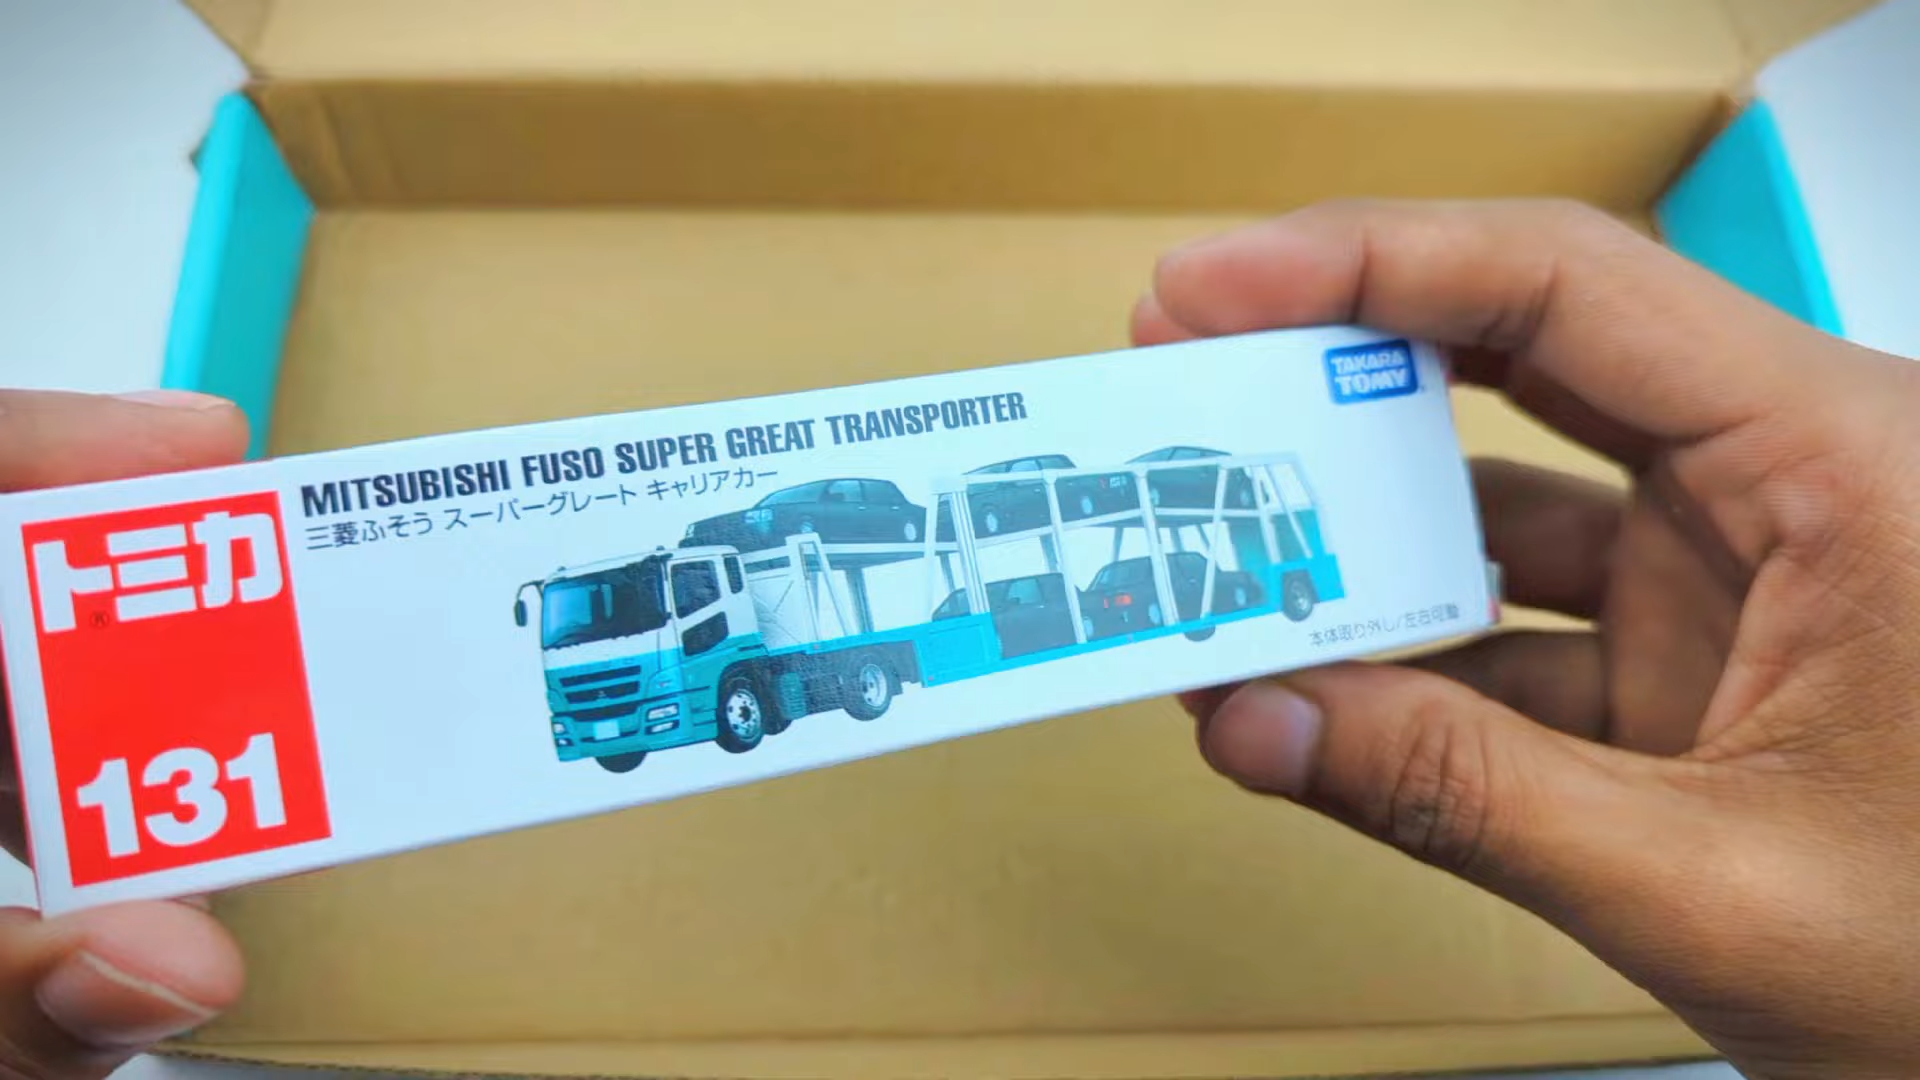 MITSUBISHI FUSO SUPER GREAT TRANSPORTER
三菱ふそう スーパーグレート キャリアカー
TAKARA
TOMY
トミカ
®
131
本体取り外し/左右可動